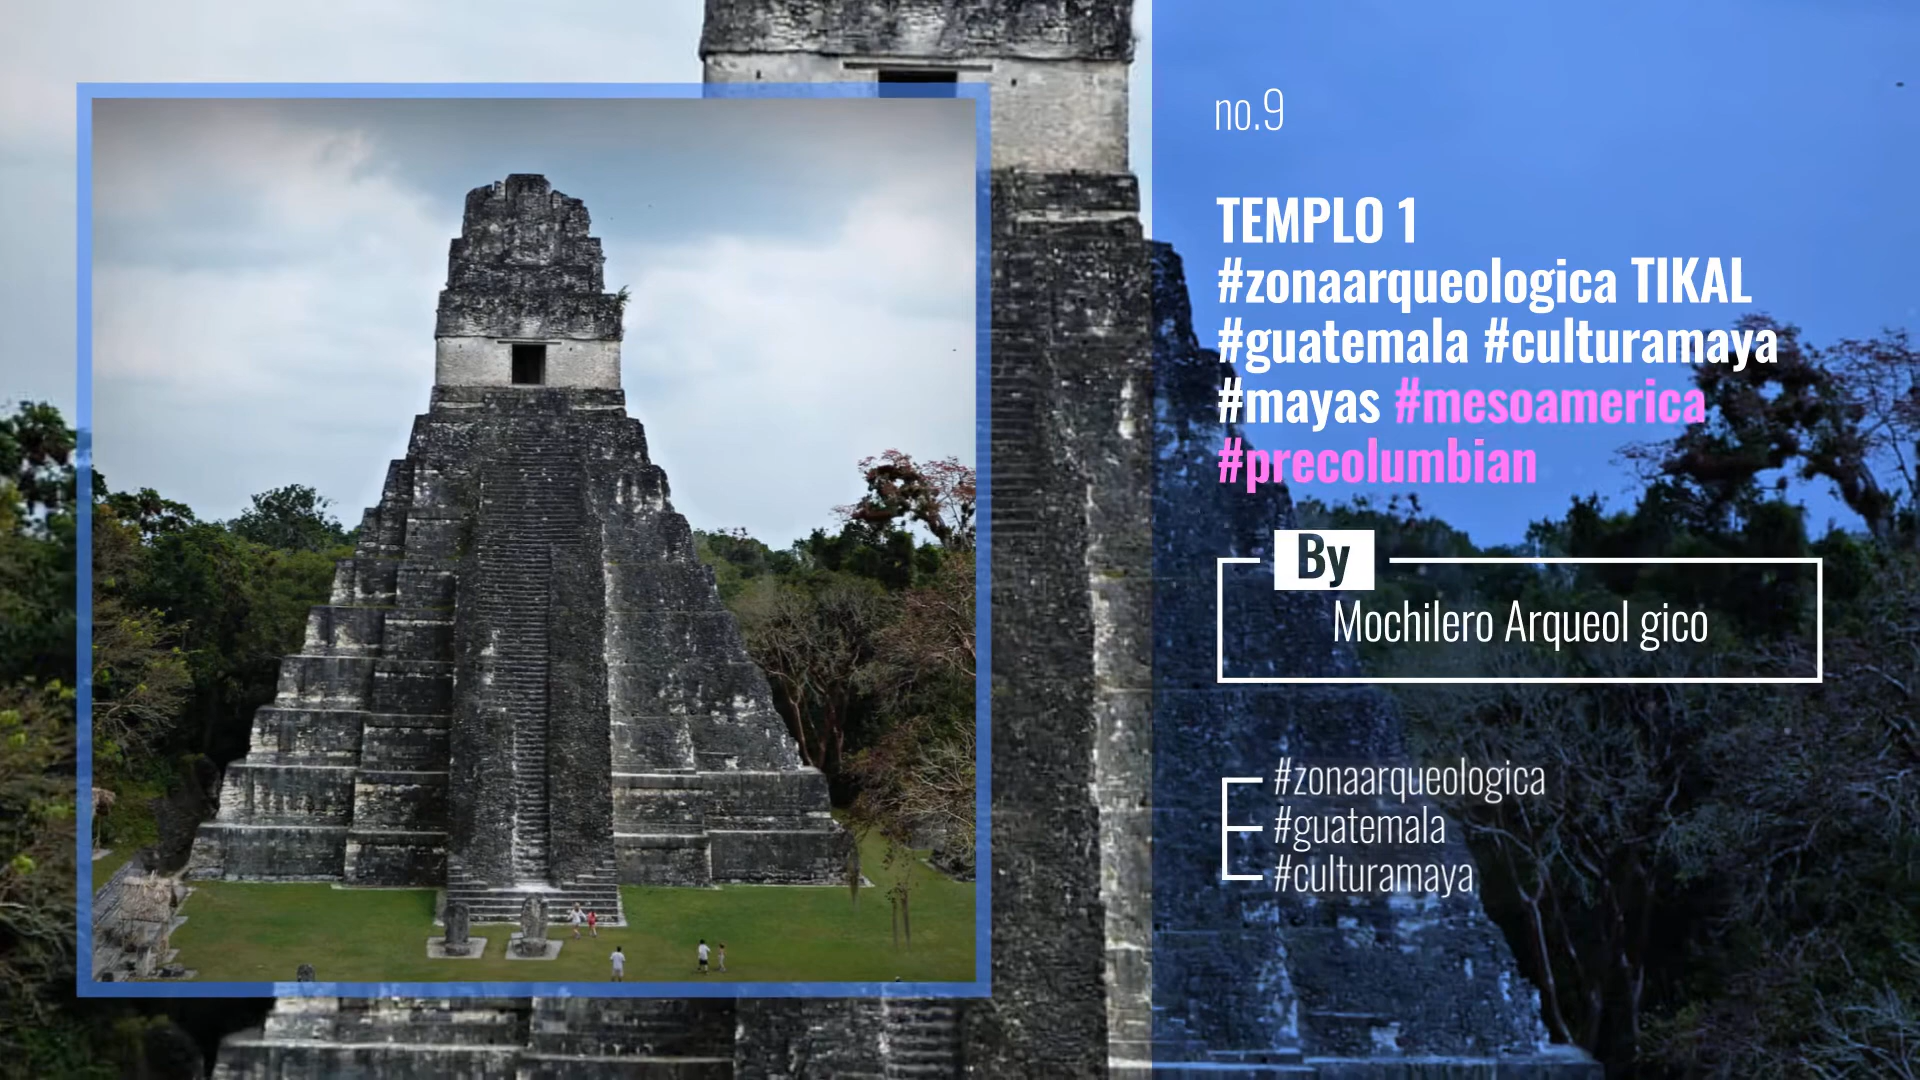 no.9
TEMPLO 1
#zonaarqueologica TIKAL
#guatemala #culturamaya
#mayas #mesoamerica
#precolumbian
By
Mochilero Arqueol gico
#zonaarqueologica
#guatemala
#culturamaya